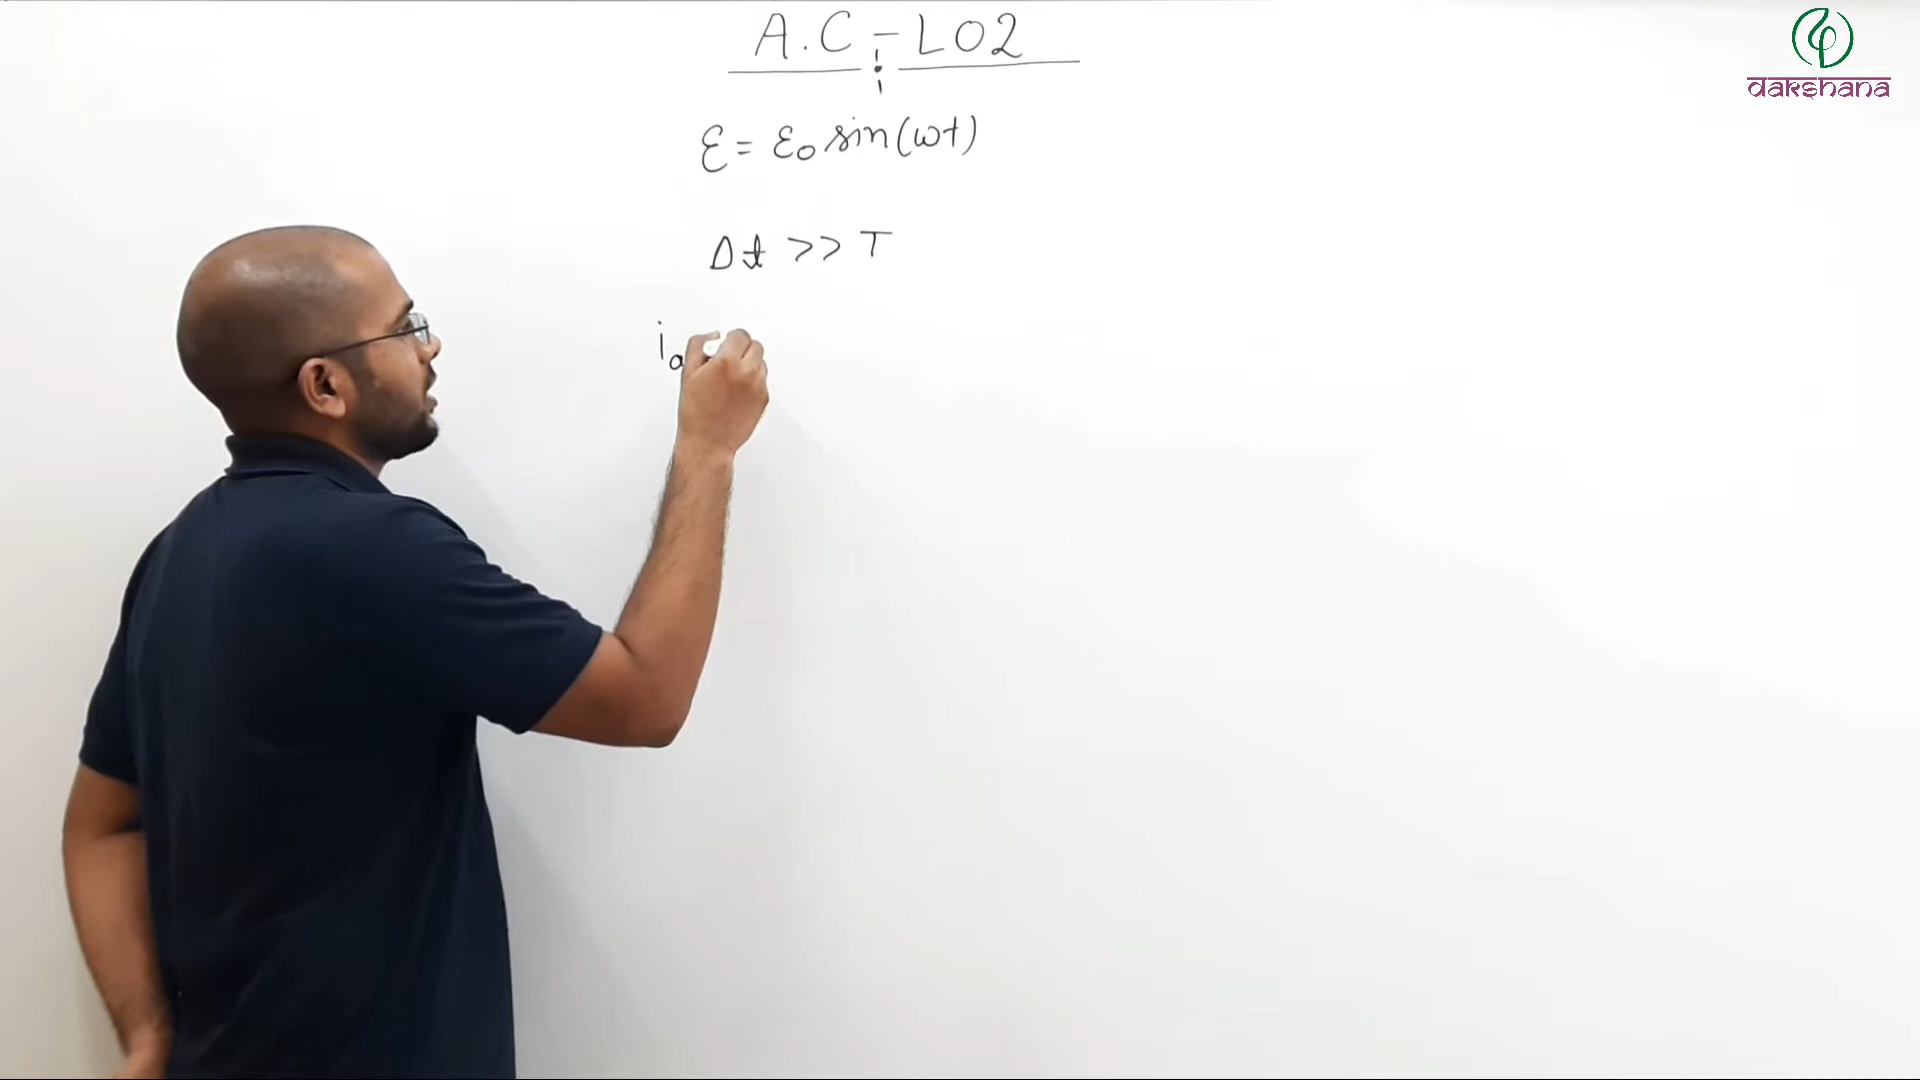 A.C - L02
dakshana
ε = ε₀ sin(ωt)
Δt >> T
i a